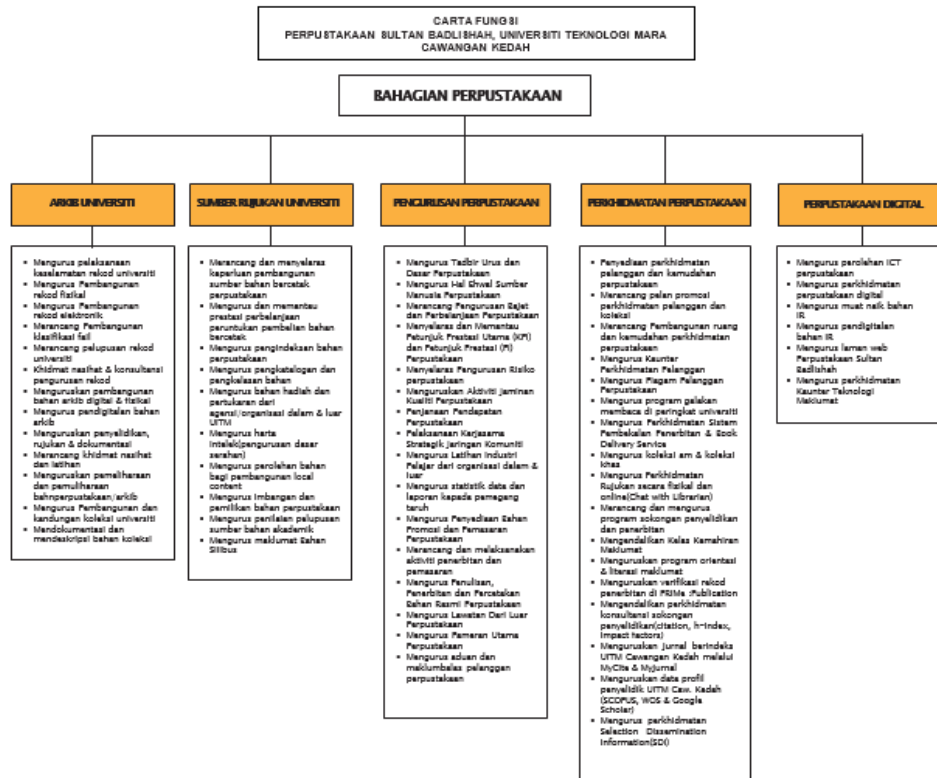 CARTA FUNGSI
PERPUSTAKAAN SULTAN BADLISHAH, UNIVERSITI TEKNOLOGI MARA
CAWANGAN KEDAH
BAHAGIAN PERPUSTAKAAN
ARKIB UNIVERSITI
▪ Mengurus pelaksanaan
keselamatan rekod universiti
▪ Mengurus Pembangunan
rekod fizikal
▪ Mengurus Pembangunan
rekod elektronik
▪ Merancang Pembangunan
klasifikasi fail
▪ Merancang pelupusan rekod
universiti
▪ Khidmat nasihat & konsultansi
pengurusan rekod
▪ Menguruskan pembangunan
bahan arkib digital & fizikal
▪ Mengurus pendigitalan bahan
arkib
▪ Menguruskan penyelidikan,
rujukan & dokumentasi
▪ Merancang khidmat nasihat
dan latihan
▪ Menguruskan pemeliharaan
dan pemuliharaan
bahnperpustakaan/arkib
▪ Mengurus Pembangunan dan
kandungan koleksi universiti
▪ Mendokumentasi dan
mendeskripsi bahan koleksi
SUMBER RUJUKAN UNIVERSITI
▪ Merancang dan menyelaras
keperluan pembangunan
sumber bahan bercetak
perpustakaan
▪ Mengurus dan memantau
prestasi perbelanjaan
peruntukan pembelian bahan
bercetak
▪ Mengurus pengindeksan bahan
perpustakaan
▪ Mengurus pengkatalogan dan
pengkelasan bahan
▪ Mengurus bahan hadiah dan
pertukaran dari
agensi/organisasi dalam & luar
UITM
▪ Mengurus harta
intelek(pengurusan dasar
serahan)
▪ Mengurus perolehan bahan
bagi pembangunan local
content
▪ Mengurus imbangan dan
pemilikan bahan perpustakaan
▪ Mengurus penilaian pelupusan
sumber bahan akademik
▪ Mengurus maklumat Bahan
Silibus
PENGURUSAN PERPUSTAKAAN
▪ Mengurus Tadbir Urus dan
Dasar Perpustakaan
▪ Mengurus Hal Ehwal Sumber
Manusia Perpustakaan
▪ Merancang Pengurusan Bajet
dan Perbelanjaan Perpustakaan
▪ Menyelaras dan Memantau
Petunjuk Prestasi Utama (KPI)
dan Petunjuk Prestasi (PI)
Perpustakaan
▪ Menyelaras Pengurusan Risiko
perpustakaan
▪ Menguruskan Aktiviti Jaminan
Kualiti Perpustakaan
▪ Penjanaan Pendapatan
Perpustakaan
▪ Pelaksanaan Kerjasama
Strategik Jaringan Komuniti
▪ Mengurus Latihan Industri
Pelajar dari organisasi dalam &
luar
▪ Mengurus statistik data dan
laporan kepada pemegang
taruh
▪ Mengurus Penyediaan Bahan
Promosi dan Pemasaran
Perpustakaan
▪ Merancang dan melaksanakan
aktiviti penerbitan dan
pemasaran
▪ Mengurus Penulisan,
Penerbitan dan Percetakan
Bahan Rasmi Perpustakaan
▪ Mengurus Lawatan Dari Luar
Perpustakaan
▪ Mengurus Pameran Utama
Perpustakaan
▪ Mengurus aduan dan
maklumbalas pelanggan
perpustakaan
PERKHIDMATAN PERPUSTAKAAN
▪ Penyediaan perkhidmatan
pelanggan dan kemudahan
perpustakaan
▪ Merancang pelan promosi
perkhidmatan pelanggan dan
koleksi
▪ Merancang Pembangunan ruang
dan kemudahan perkhidmatan
perpustakaan
▪ Mengurus Kaunter
Perkhidmatan Pelanggan
▪ Mengurus Piagam Pelanggan
Perpustakaan
▪ Mengurus program galakan
membaca di peringkat universiti
▪ Mengurus Perkhidmatan Sistem
Pembekalan Penerbitan & Book
Delivery Service
▪ Mengurus koleksi am & koleksi
khas
▪ Mengurus Perkhidmatan
Rujukan secara fizikal dan
online(Chat with Librarian)
▪ Merancang dan mengurus
program sokongan penyelidikan
dan penerbitan
▪ Mengendalikan Kelas Kemahiran
Maklumat
▪ Menguruskan program orientasi
& literasi maklumat
▪ Menguruskan verifikasi rekod
penerbitan di PRIMe :Publication
▪ Mengendalikan perkhidmatan
konsultansi sokongan
penyelidikan(citation, h-index,
impact factors)
▪ Menguruskan jurnal berindeks
UITM Cawangan Kedah melalui
MyCite & Myjurnal
▪ Menguruskan data profil
penyelidik UITM Caw. Kedah
(SCOPUS, WOS & Google
Scholar)
▪ Mengurus perkhidmatan
Selection Dissemination
Information(SDI)
PERPUSTAKAAN DIGITAL
▪ Mengurus perolehan ICT
perpustakaan
▪ Mengurus perkhidmatan
perpustakaan digital
▪ Mengurus muat naik bahan
IR
▪ Mengurus pendigitalan
bahan IR
▪ Mengurus laman web
Perpustakaan Sultan
Badlishah
▪ Mengurus perkhidmatan
Kaunter Teknologi
Maklumat